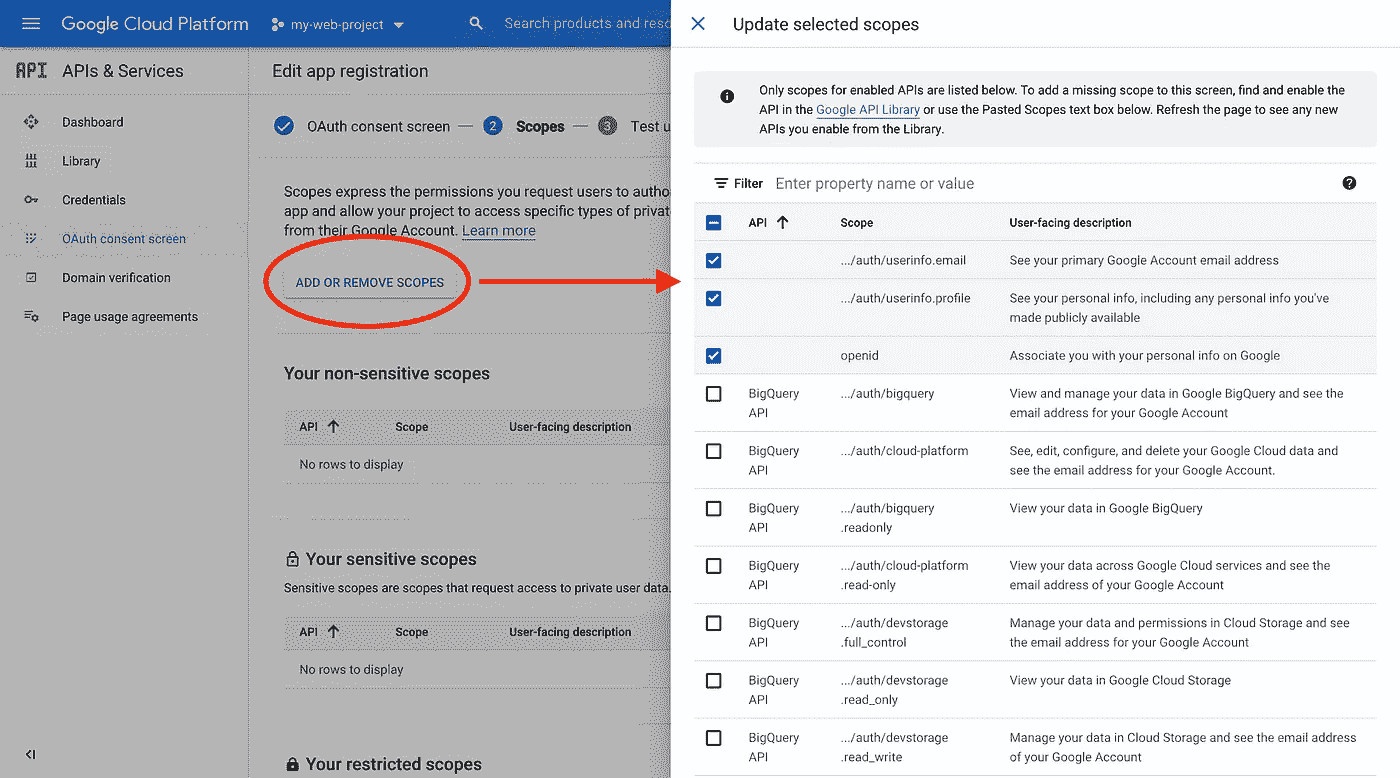 Google Cloud Platform
my-web-project
Search products and reso
API APIs & Services
Dashboard
Library
Credentials
OAuth consent screen
Domain verification
Page usage agreements
Edit app registration
OAuth consent screen — 2 Scopes — 3 Test u
Scopes express the permissions you request users to autho
app and allow your project to access specific types of privat
from their Google Account. Learn more
ADD OR REMOVE SCOPES
Your non-sensitive scopes
API Scope User-facing description
No rows to display
Your sensitive scopes
Sensitive scopes are scopes that request access to private user data.
API Scope User-facing description
No rows to display
Your restricted scopes
Update selected scopes
Only scopes for enabled APIs are listed below. To add a missing scope to this screen, find and enable the
API in the Google API Library or use the Pasted Scopes text box below. Refresh the page to see any new
APIs you enable from the Library.
Filter Enter property name or value
API Scope User-facing description
.../auth/userinfo.email See your primary Google Account email address
.../auth/userinfo.profile See your personal info, including any personal info you've
made publicly available
openid Associate you with your personal info on Google
BigQuery .../auth/bigquery View and manage your data in Google BigQuery and see the
API email address for your Google Account
BigQuery .../auth/cloud-platform See, edit, configure, and delete your Google Cloud data and
API see the email address for your Google Account.
BigQuery .../auth/bigquery View your data in Google BigQuery
API .readonly
BigQuery .../auth/cloud-platform View your data across Google Cloud services and see the
API .read-only email address of your Google Account
BigQuery .../auth/devstorage Manage your data and permissions in Cloud Storage and see
API .full_control the email address for your Google Account
BigQuery .../auth/devstorage View your data in Google Cloud Storage
API .read_only
BigQuery .../auth/devstorage Manage your data in Cloud Storage and see the email address
API .read_write of your Google Account